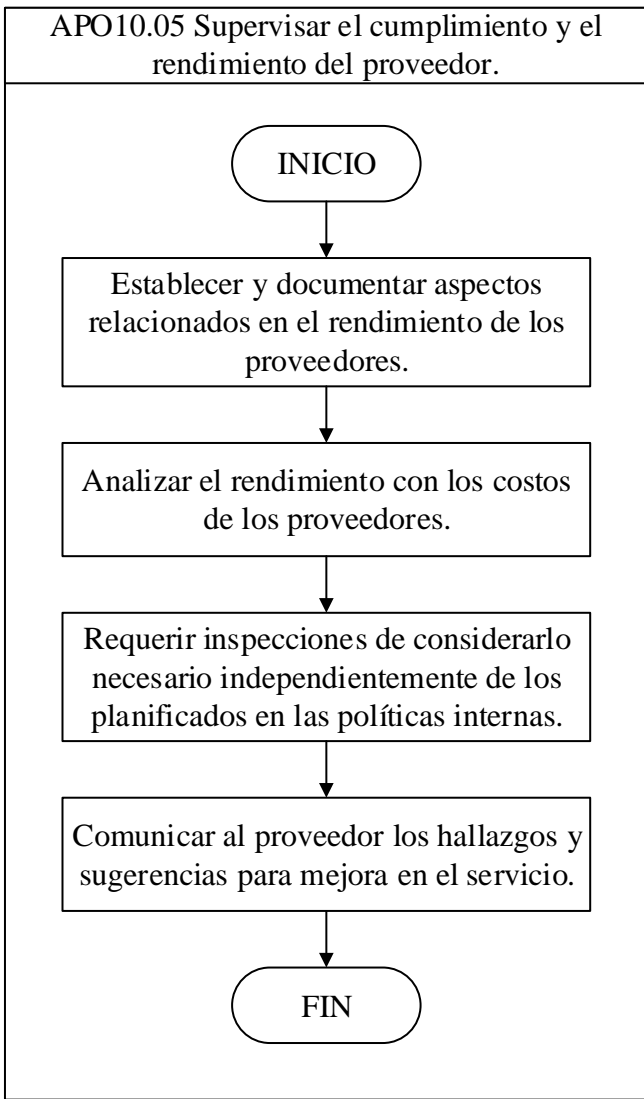 APO10.05 Supervisar el cumplimiento y el
rendimiento del proveedor.
INICIO
Establecer y documentar aspectos
relacionados en el rendimiento de los
proveedores.
Analizar el rendimiento con los costos
de los proveedores.
Requerir inspecciones de considerarlo
necesario independientemente de los
planificados en las políticas internas.
Comunicar al proveedor los hallazgos y
sugerencias para mejora en el servicio.
FIN